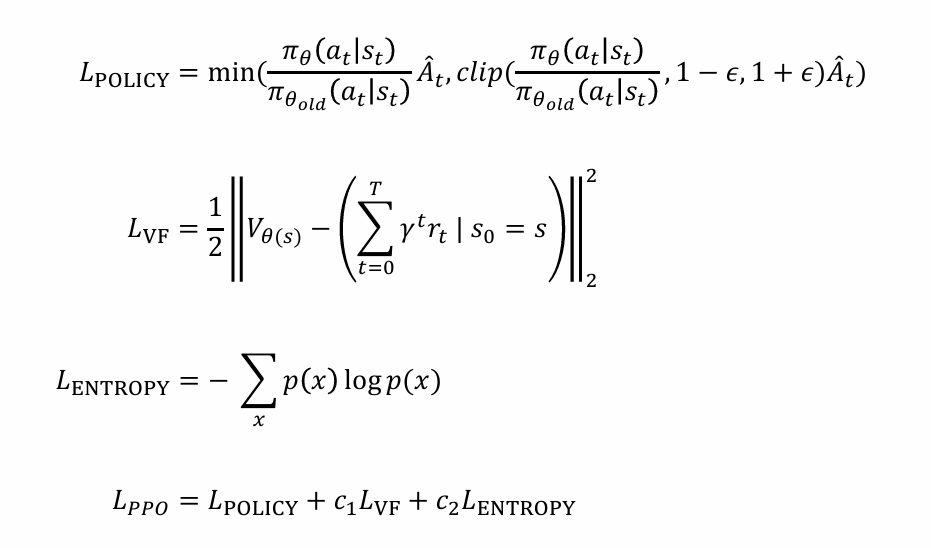 L_POLICY = min(π_θ(a_t|s_t)/π_θ_old(a_t|s_t) Â_t, clip(π_θ(a_t|s_t)/π_θ_old(a_t|s_t), 1 − ϵ, 1 + ϵ)Â_t)
L_VF = 1/2 ‖V_θ(s) − (∑_{t=0}^{T} γ^t r_t | s_0 = s)‖_2^2
L_ENTROPY = − ∑_x p(x) log p(x)
L_PPO = L_POLICY + c_1 L_VF + c_2 L_ENTROPY